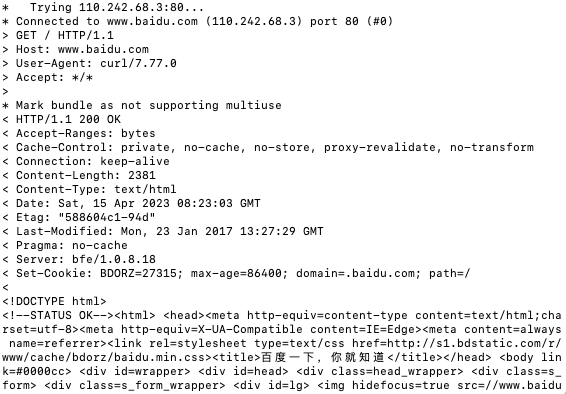 *   Trying 110.242.68.3:80...
* Connected to www.baidu.com (110.242.68.3) port 80 (#0)
> GET / HTTP/1.1
> Host: www.baidu.com
> User-Agent: curl/7.77.0
> Accept: */*
>
* Mark bundle as not supporting multiuse
< HTTP/1.1 200 OK
< Accept-Ranges: bytes
< Cache-Control: private, no-cache, no-store, proxy-revalidate, no-transform
< Connection: keep-alive
< Content-Length: 2381
< Content-Type: text/html
< Date: Sat, 15 Apr 2023 08:23:03 GMT
< Etag: "588604c1-94d"
< Last-Modified: Mon, 23 Jan 2017 13:27:29 GMT
< Pragma: no-cache
< Server: bfe/1.0.8.18
< Set-Cookie: BDORZ=27315; max-age=86400; domain=.baidu.com; path=/
<
<!DOCTYPE html>
<!--STATUS OK--><html> <head><meta http-equiv=content-type content=text/html;cha
rset=utf-8><meta http-equiv=X-UA-Compatible content=IE=Edge><meta content=always
 name=referrer><link rel=stylesheet type=text/css href=http://s1.bdstatic.com/r/
www/cache/bdorz/baidu.min.css><title>百度一下，你就知道</title></head> <body lin
k=#0000cc> <div id=wrapper> <div id=head> <div class=head_wrapper> <div class=s_
form> <div class=s_form_wrapper> <div id=lg> <img hidefocus=true src=//www.baidu